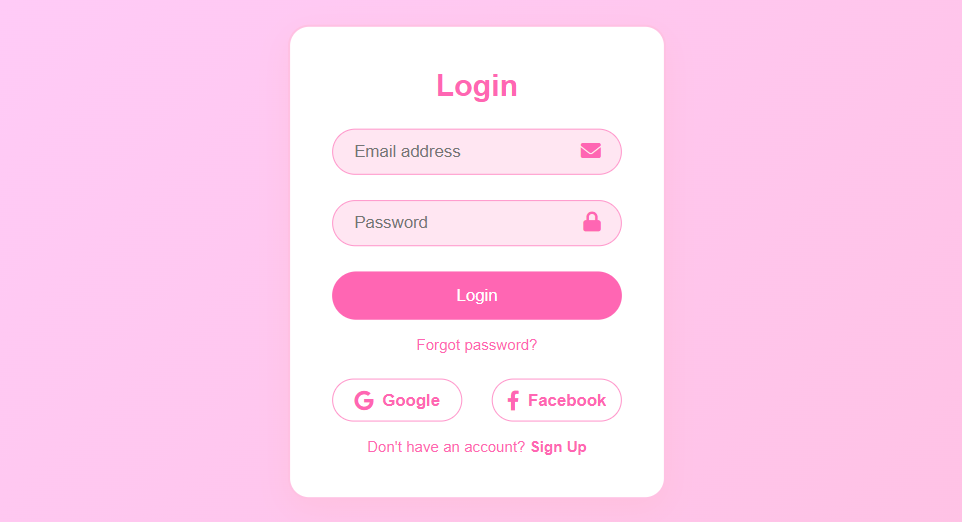 Login
Email address
Password
Login
Forgot password?
Google Facebook
Don't have an account? Sign Up